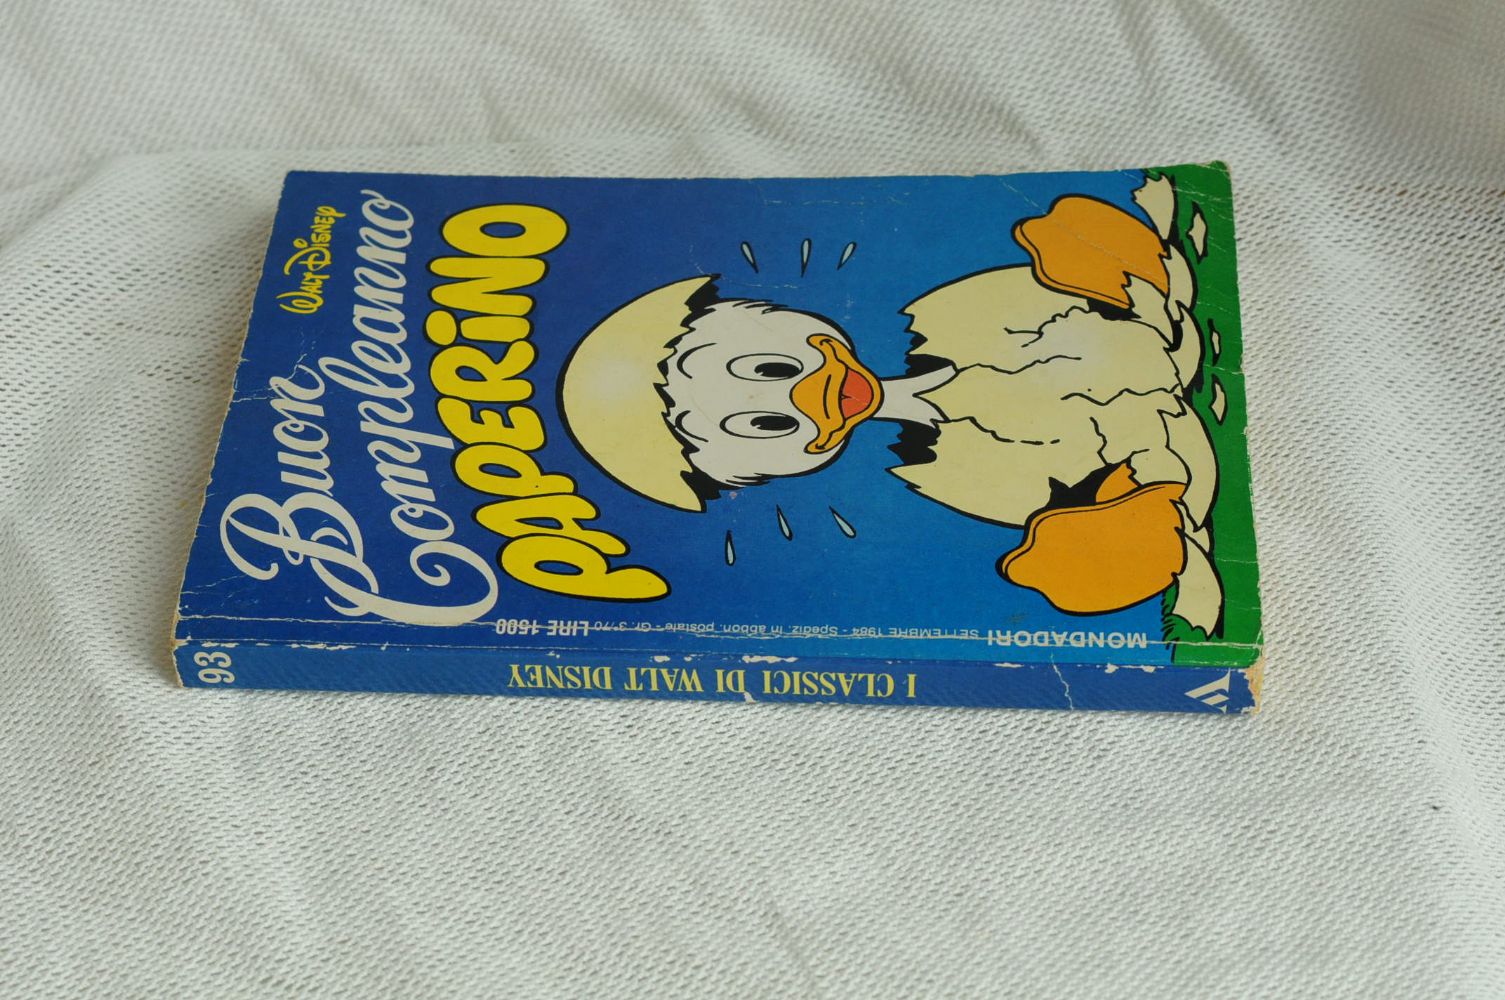 WALT DISNEY
Buon
Compleanno
PAPERINO
MONDADORI SETTEMBRE 1984 - Spediz. in abbon. postale - Gr. 3°/70 LIRE 1500
I CLASSICI DI WALT DISNEY
93